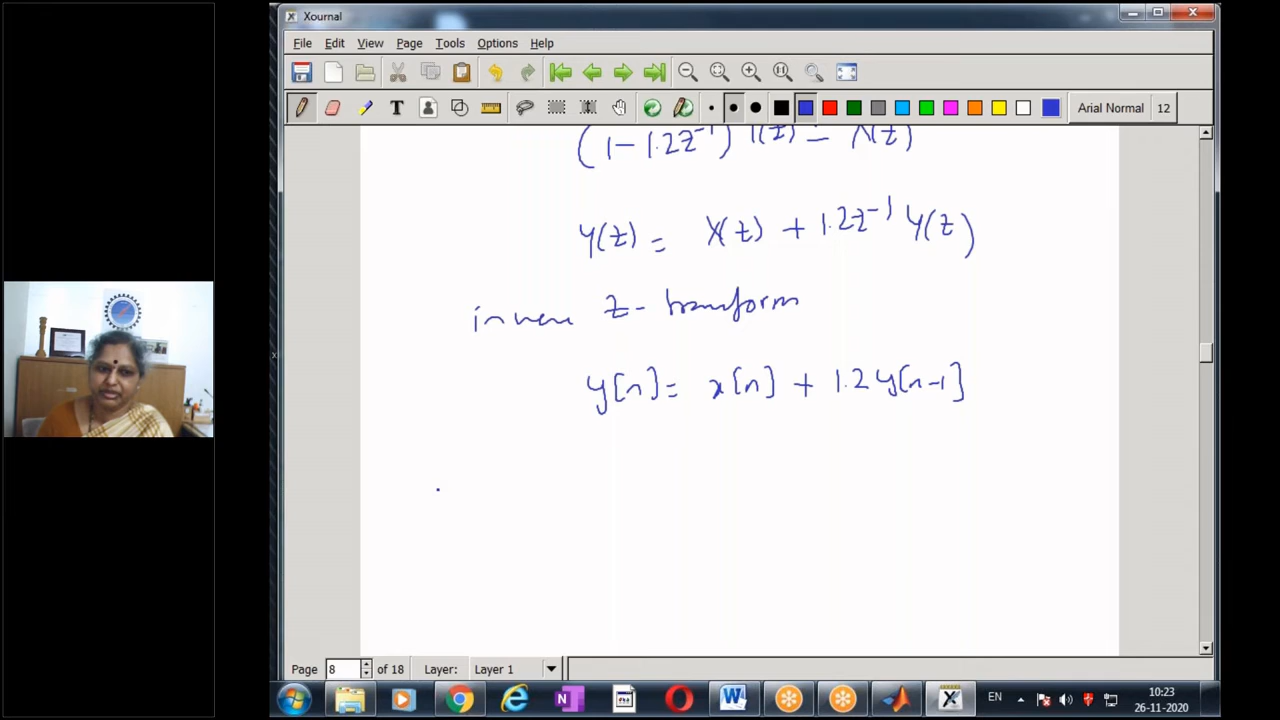 Xournal
File Edit View Page Tools Options Help
Arial Normal 12
(1-1.2z⁻¹) Y(z) = X(z)
Y(z) = X(z) + 1.2z⁻¹ Y(z)
inverse z-transform
y[n] = x[n] + 1.2y[n-1]
Page 8 of 18 Layer: Layer 1
EN
10:23
26-11-2020